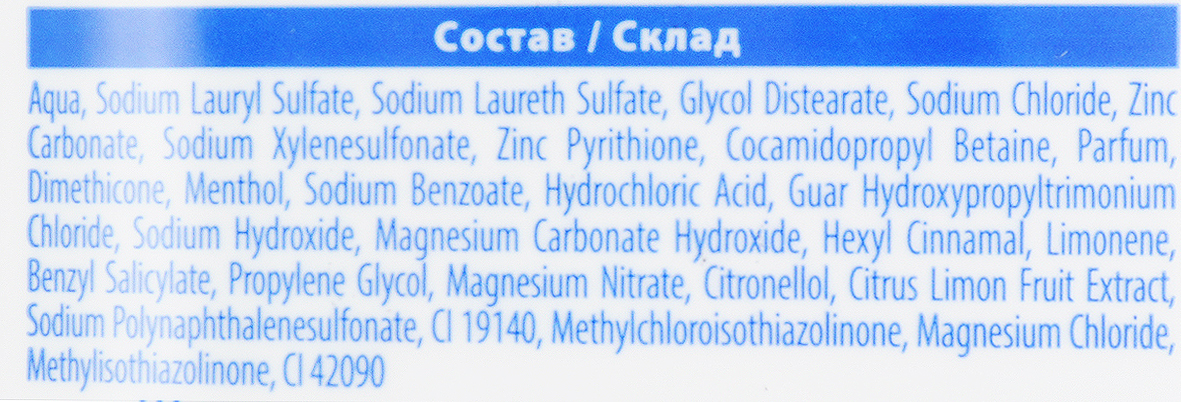 Состав / Склад
Aqua, Sodium Lauryl Sulfate, Sodium Laureth Sulfate, Glycol Distearate, Sodium Chloride, Zinc
Carbonate, Sodium Xylenesulfonate, Zinc Pyrithione, Cocamidopropyl Betaine, Parfum,
Dimethicone, Menthol, Sodium Benzoate, Hydrochloric Acid, Guar Hydroxypropyltrimonium
Chloride, Sodium Hydroxide, Magnesium Carbonate Hydroxide, Hexyl Cinnamal, Limonene,
Benzyl Salicylate, Propylene Glycol, Magnesium Nitrate, Citronellol, Citrus Limon Fruit Extract,
Sodium Polynaphthalenesulfonate, CI 19140, Methylchloroisothiazolinone, Magnesium Chloride,
Methylisothiazolinone, CI 42090